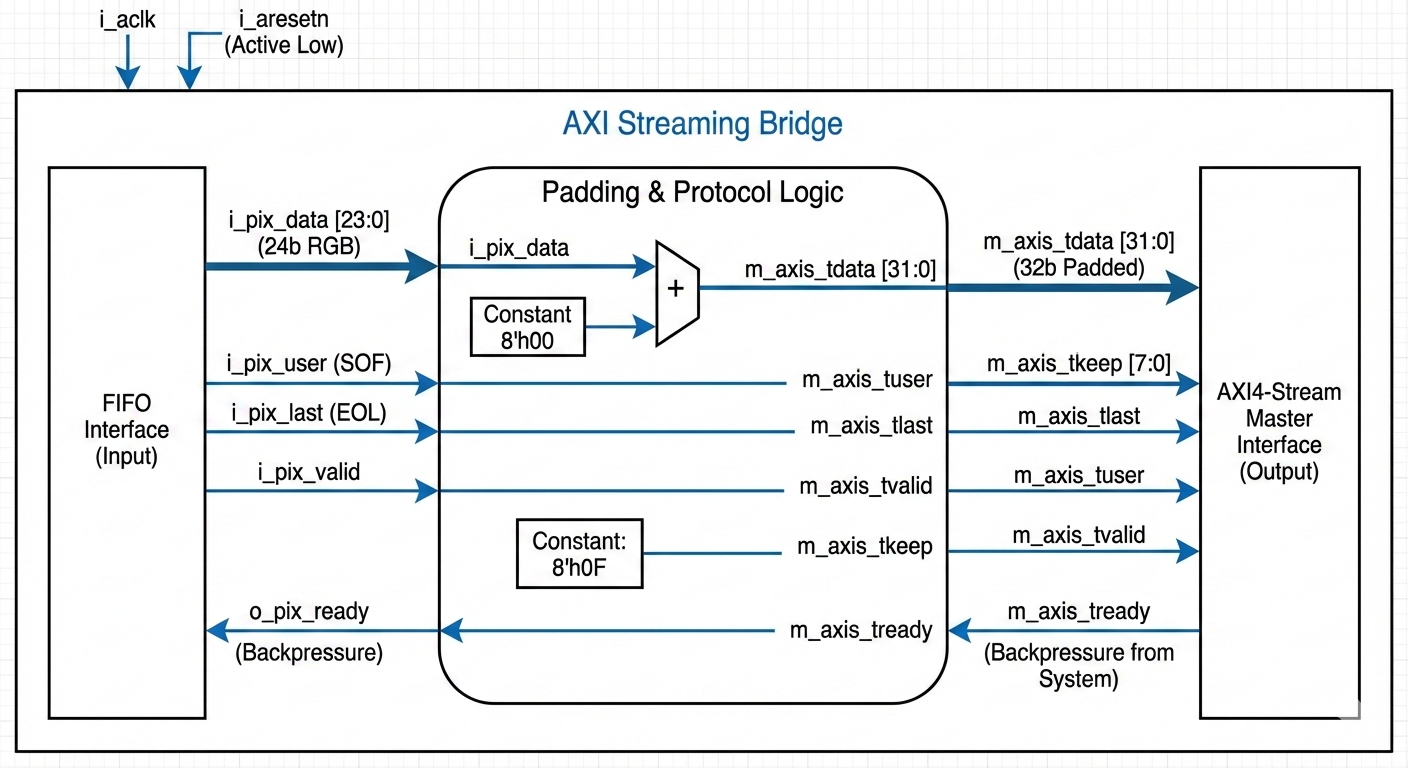 i_aclk
i_aresetn
(Active Low)
AXI Streaming Bridge
FIFO
Interface
(Input)
i_pix_data [23:0]
(24b RGB)
i_pix_user (SOF)
i_pix_last (EOL)
i_pix_valid
o_pix_ready
(Backpressure)
Padding & Protocol Logic
i_pix_data
Constant
8'h00
+
m_axis_tdata [31:0]
m_axis_tuser
m_axis_tlast
m_axis_tvalid
Constant:
8'h0F
m_axis_tkeep
m_axis_tready
m_axis_tdata [31:0]
(32b Padded)
m_axis_tkeep [7:0]
m_axis_tlast
m_axis_tuser
m_axis_tvalid
m_axis_tready
(Backpressure from
System)
AXI4-Stream
Master
Interface
(Output)